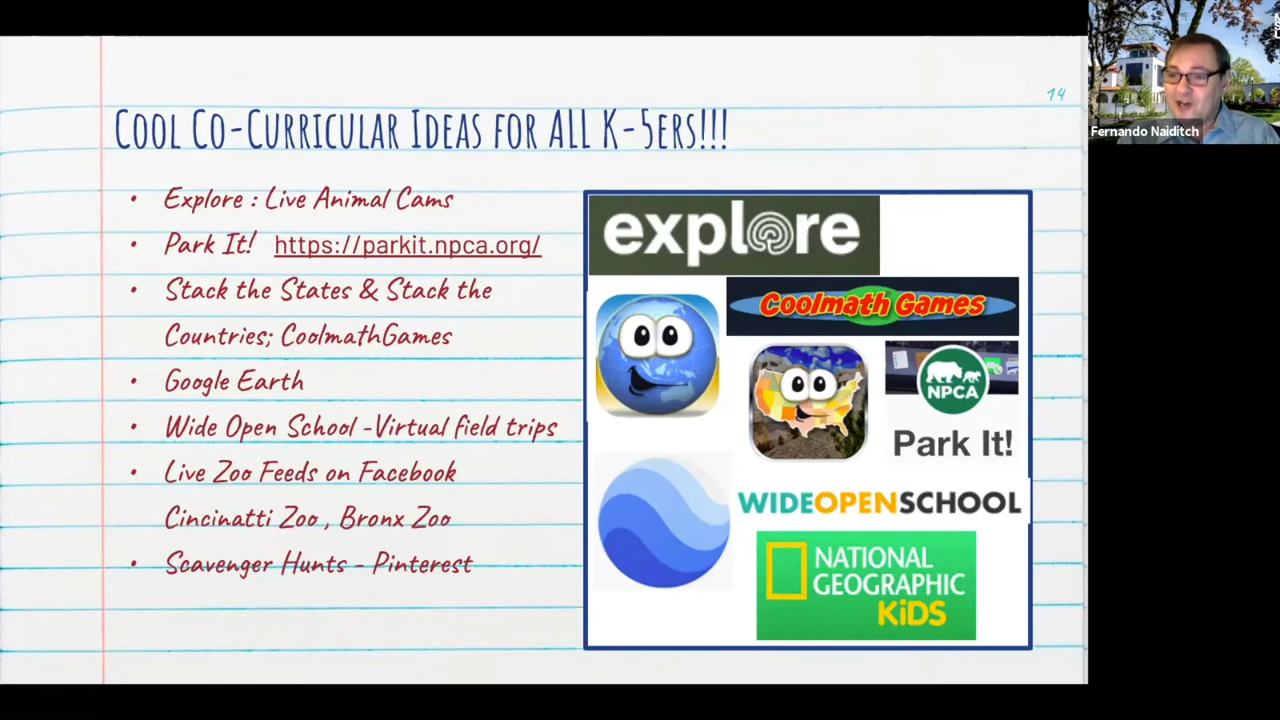 14
Cool Co-Curricular Ideas for ALL K-5ers!!!
• Explore : Live Animal Cams
• Park It! https://parkit.npca.org/
• Stack the States & Stack the
Countries; CoolmathGames
• Google Earth
• Wide Open School -Virtual field trips
• Live Zoo Feeds on Facebook
Cincinatti Zoo , Bronx Zoo
• Scavenger Hunts - Pinterest
explore
Coolmath Games
NPCA
Park It!
WIDEOPENSCHOOL
NATIONAL
GEOGRAPHIC
KiDS
Fernando Naiditch